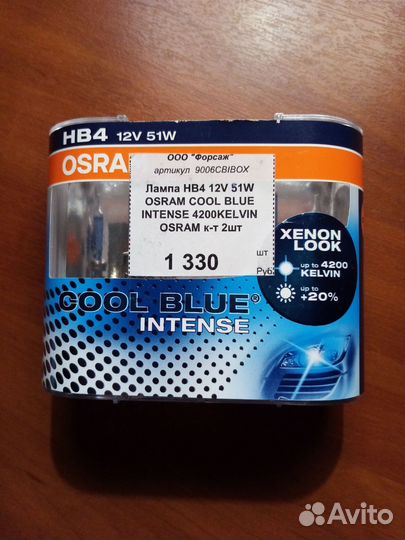 HB4 12V 51W
OSRA
ООО "Форсаж"
артикул 9006CBIBOX
Лампа HB4 12V 51W
OSRAM COOL BLUE
INTENSE 4200KELVIN
OSRAM к-т 2шт
1 330
шт
Руб
XENON
LOOK
up to 4200
KELVIN
up to
+20%
COOL BLUE®
INTENSE
Avito